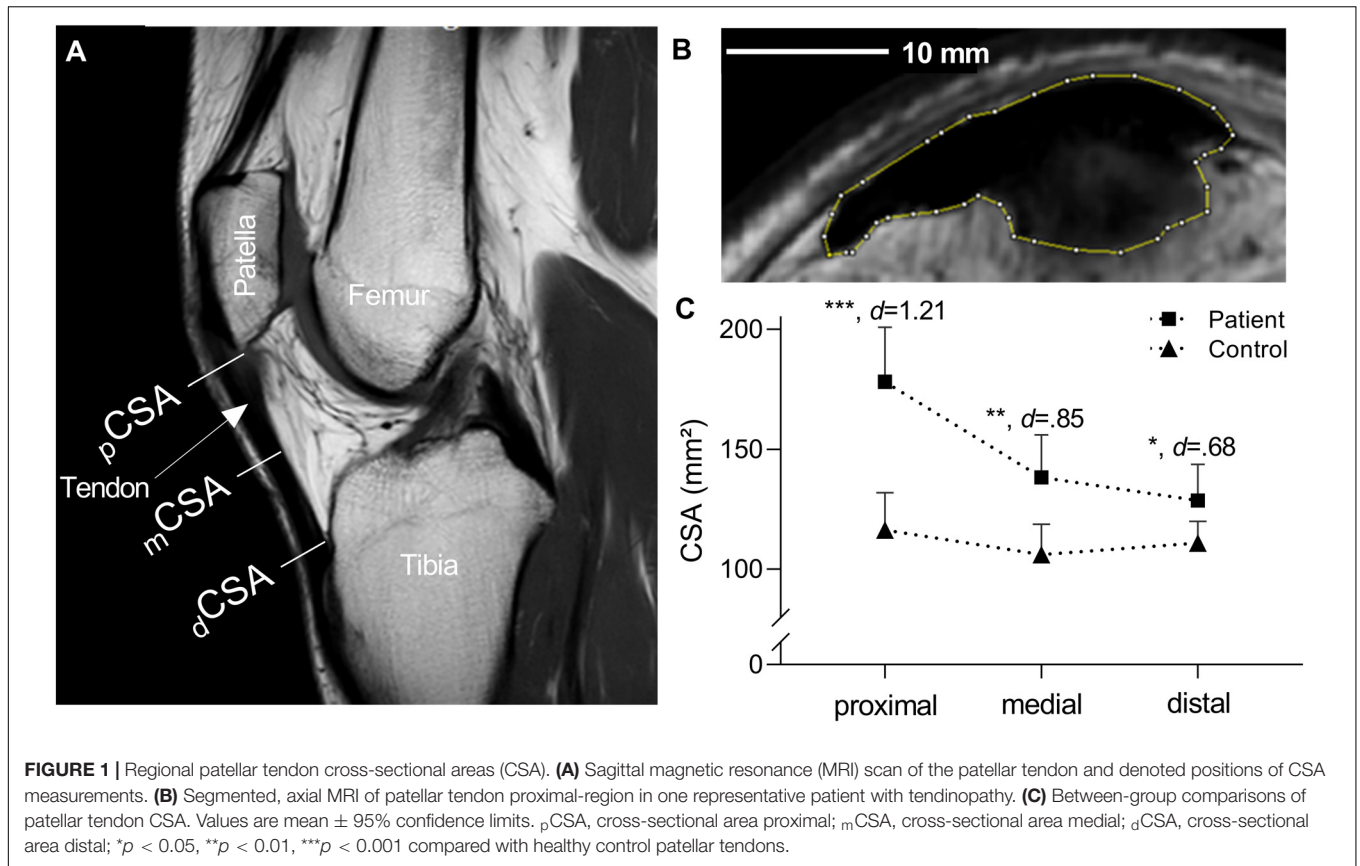 A
Patella
Femur
pCSA
Tendon
mCSA
dCSA
Tibia
B
10 mm
C
***, d=1.21
**, d=.85
*, d=.68
Patient
Control
CSA (mm²)
200
150
100
0
proximal
medial
distal
FIGURE 1 | Regional patellar tendon cross-sectional areas (CSA). (A) Sagittal magnetic resonance (MRI) scan of the patellar tendon and denoted positions of CSA
measurements. (B) Segmented, axial MRI of patellar tendon proximal-region in one representative patient with tendinopathy. (C) Between-group comparisons of
patellar tendon CSA. Values are mean ± 95% confidence limits. pCSA, cross-sectional area proximal; mCSA, cross-sectional area medial; dCSA, cross-sectional
area distal; *p < 0.05, **p < 0.01, ***p < 0.001 compared with healthy control patellar tendons.